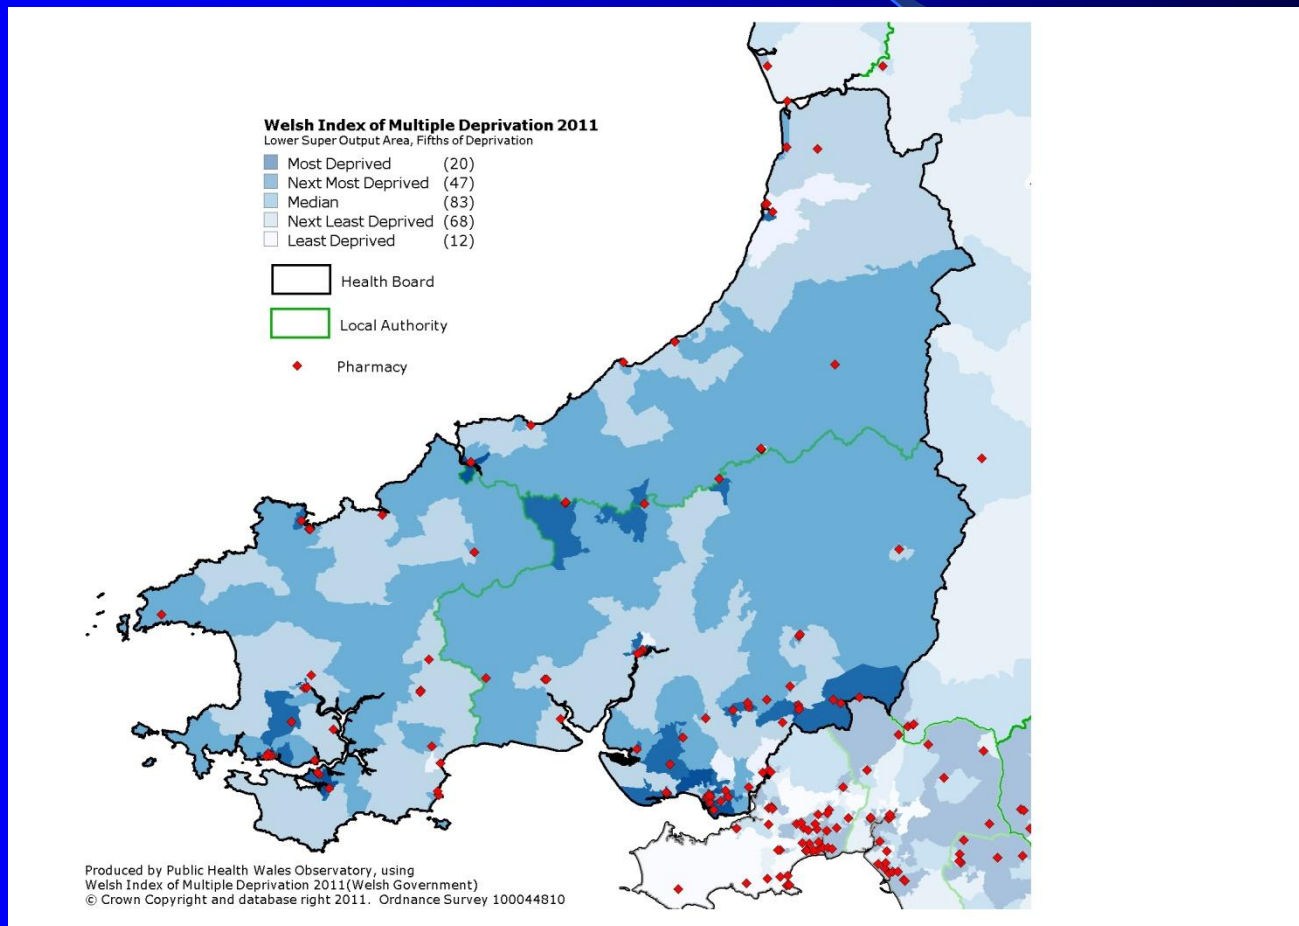 Welsh Index of Multiple Deprivation 2011
Lower Super Output Area, Fifths of Deprivation
Most Deprived (20)
Next Most Deprived (47)
Median (83)
Next Least Deprived (68)
Least Deprived (12)
Health Board
Local Authority
Pharmacy
Produced by Public Health Wales Observatory, using
Welsh Index of Multiple Deprivation 2011(Welsh Government)
© Crown Copyright and database right 2011. Ordnance Survey 100044810